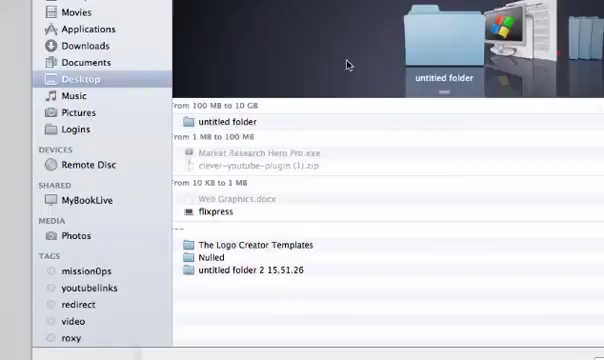 Movies
Applications
Downloads
Documents
Desktop
Music
Pictures
Logins
DEVICES
Remote Disc
SHARED
MyBookLive
MEDIA
Photos
TAGS
missionOps
youtubelinks
redirect
video
roxy
untitled folder
From 100 MB to 10 GB
untitled folder
From 1 MB to 100 MB
Market Research Hero Pro.exe
clever-youtube-plugin (1).zip
From 10 KB to 1 MB
Web Graphics.docx
flixpress
---
The Logo Creator Templates
Nulled
untitled folder 2 15.51.26